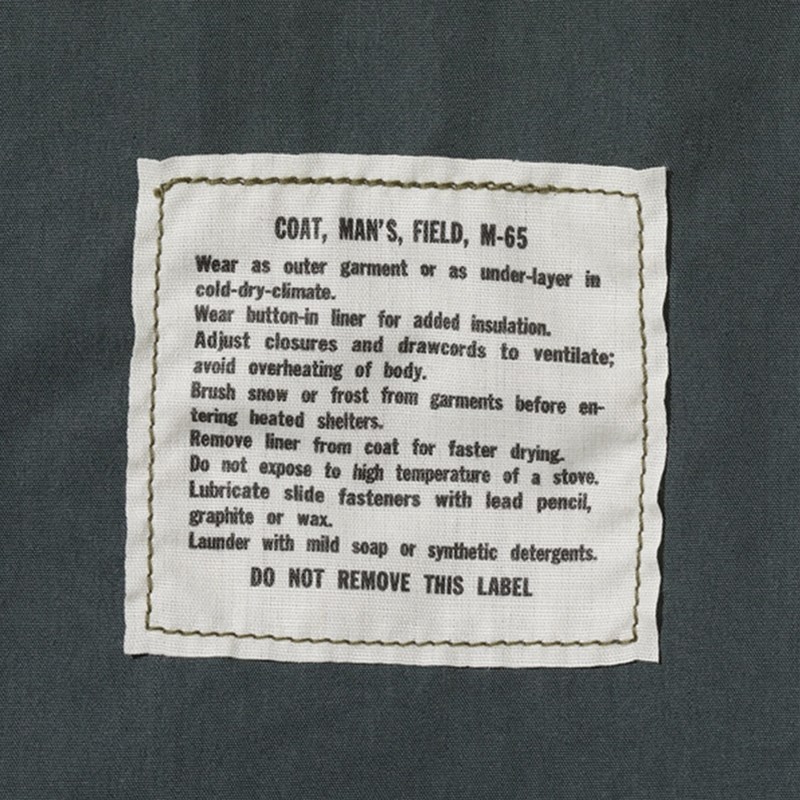 COAT, MAN'S, FIELD, M-65
Wear as outer garment or as under-layer in
cold-dry-climate.
Wear button-in liner for added insulation.
Adjust closures and drawcords to ventilate;
avoid overheating of body.
Brush snow or frost from garments before en-
tering heated shelters.
Remove liner from coat for faster drying.
Do not expose to high temperature of a stove.
Lubricate slide fasteners with lead pencil,
graphite or wax.
Launder with mild soap or synthetic detergents.
DO NOT REMOVE THIS LABEL